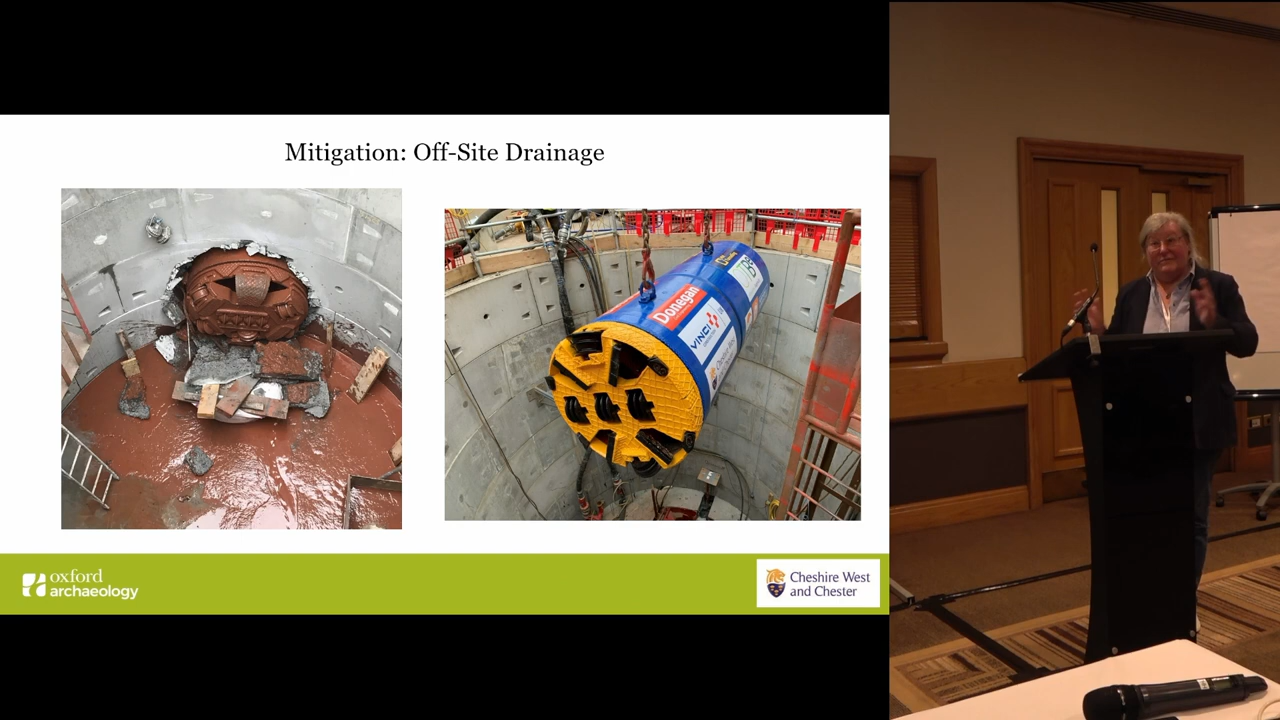 Mitigation: Off-Site Drainage
Donegan
VINCI
oxford
archaeology
Cheshire West
and Chester